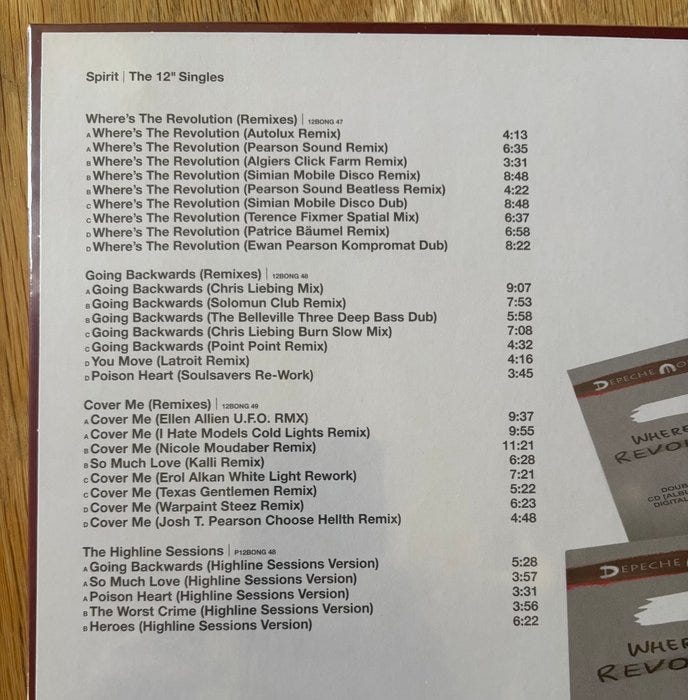 Spirit | The 12" Singles
Where's The Revolution (Remixes) | 12BONG 47
A Where's The Revolution (Autolux Remix) 4:13
A Where's The Revolution (Pearson Sound Remix) 6:35
B Where's The Revolution (Algiers Click Farm Remix) 3:31
B Where's The Revolution (Simian Mobile Disco Remix) 8:48
B Where's The Revolution (Pearson Sound Beatless Remix) 4:22
C Where's The Revolution (Simian Mobile Disco Dub) 8:48
C Where's The Revolution (Terence Fixmer Spatial Mix) 6:37
D Where's The Revolution (Patrice Bäumel Remix) 6:58
D Where's The Revolution (Ewan Pearson Kompromat Dub) 8:22
Going Backwards (Remixes) | 12BONG 48
A Going Backwards (Chris Liebing Mix) 9:07
B Going Backwards (Solomun Club Remix) 7:53
B Going Backwards (The Belleville Three Deep Bass Dub) 5:58
C Going Backwards (Chris Liebing Burn Slow Mix) 7:08
C Going Backwards (Point Point Remix) 4:32
D You Move (Latroit Remix) 4:16
D Poison Heart (Soulsavers Re-Work) 3:45
Cover Me (Remixes) | 12BONG 49
A Cover Me (Ellen Allien U.F.O. RMX) 9:37
A Cover Me (I Hate Models Cold Lights Remix) 9:55
B Cover Me (Nicole Moudaber Remix) 11:21
B So Much Love (Kalli Remix) 6:28
C Cover Me (Erol Alkan White Light Rework) 7:21
C Cover Me (Texas Gentlemen Remix) 5:22
D Cover Me (Warpaint Steez Remix) 6:23
D Cover Me (Josh T. Pearson Choose Hellth Remix) 4:48
The Highline Sessions | P12BONG 48
A Going Backwards (Highline Sessions Version) 5:28
A So Much Love (Highline Sessions Version) 3:57
A Poison Heart (Highline Sessions Version) 3:31
B The Worst Crime (Highline Sessions Version) 3:56
B Heroes (Highline Sessions Version) 6:22
DEPECHE MO
WHERE
REVO
DOUB
CD [ALB
DIGITAL
DEPECHE
WHER
REVO